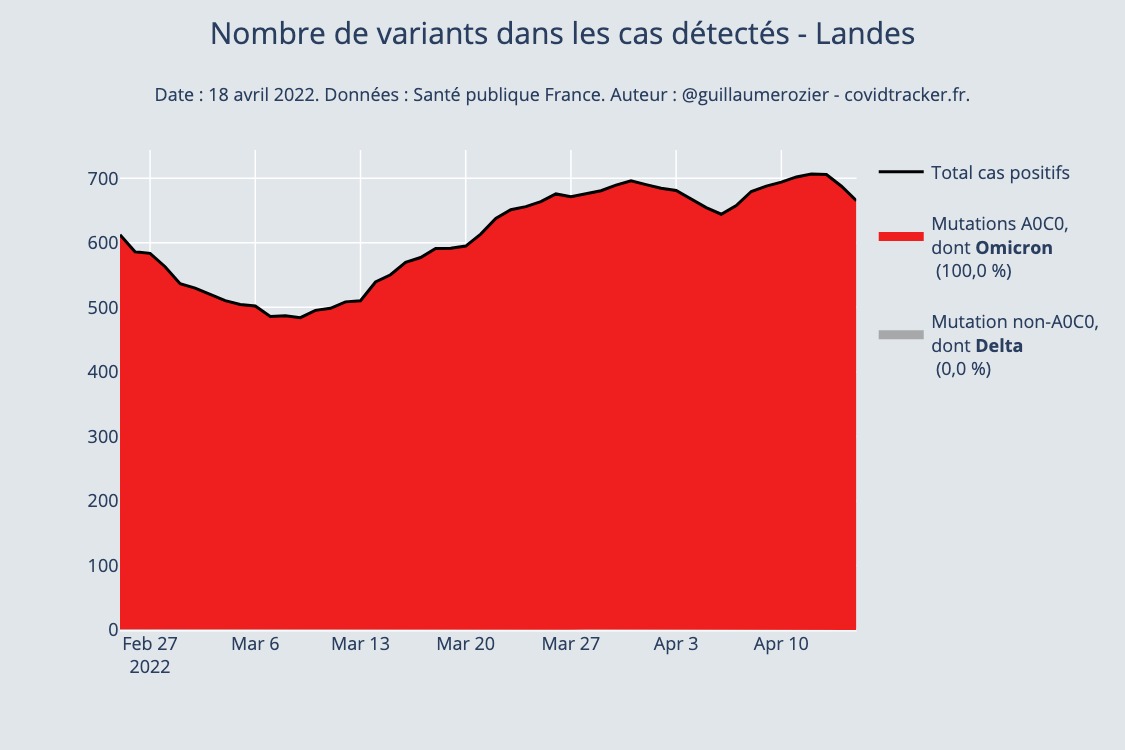 Nombre de variants dans les cas détectés - Landes
Date : 18 avril 2022. Données : Santé publique France. Auteur : @guillaumerozier - covidtracker.fr.
Total cas positifs
Mutations A0C0,
dont Omicron
(100,0 %)
Mutation non-A0C0,
dont Delta
(0,0 %)
700
600
500
400
300
200
100
0
Feb 27
2022
Mar 6
Mar 13
Mar 20
Mar 27
Apr 3
Apr 10